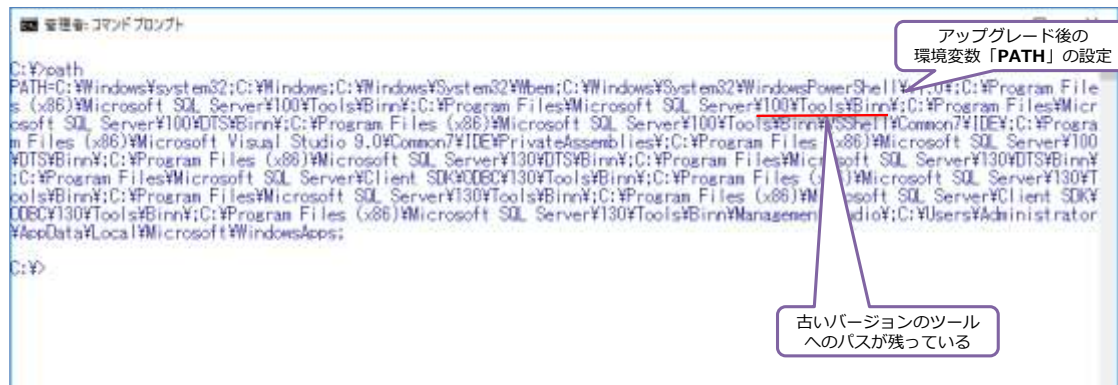 管理者: コマンド プロンプト
アップグレード後の
環境変数「PATH」の設定
C:¥>path
PATH=C:¥Windows¥system32;C:¥Windows;C:¥Windows¥System32¥Wbem;C:¥Windows¥System32¥WindowsPowerShell¥v1.0¥;C:¥Program File
s (x86)¥Microsoft SQL Server¥100¥Tools¥Binn¥;C:¥Program Files¥Microsoft SQL Server¥100¥Tools¥Binn¥;C:¥Program Files¥Micr
osoft SQL Server¥100¥DTS¥Binn¥;C:¥Program Files (x86)¥Microsoft SQL Server¥100¥Tools¥Binn¥VSShell¥Common7¥IDE¥;C:¥Progra
m Files (x86)¥Microsoft Visual Studio 9.0¥Common7¥IDE¥PrivateAssemblies¥;C:¥Program Files (x86)¥Microsoft SQL Server¥100
¥DTS¥Binn¥;C:¥Program Files (x86)¥Microsoft SQL Server¥130¥DTS¥Binn¥;C:¥Program Files¥Microsoft SQL Server¥130¥DTS¥Binn¥
;C:¥Program Files¥Microsoft SQL Server¥Client SDK¥ODBC¥130¥Tools¥Binn¥;C:¥Program Files (x86)¥Microsoft SQL Server¥130¥T
ools¥Binn¥;C:¥Program Files¥Microsoft SQL Server¥130¥Tools¥Binn¥;C:¥Program Files (x86)¥Microsoft SQL Server¥Client SDK¥
ODBC¥130¥Tools¥Binn¥;C:¥Program Files (x86)¥Microsoft SQL Server¥130¥Tools¥Binn¥ManagementStudio¥;C:¥Users¥Administrator
¥AppData¥Local¥Microsoft¥WindowsApps;
C:¥>
古いバージョンのツール
へのパスが残っている